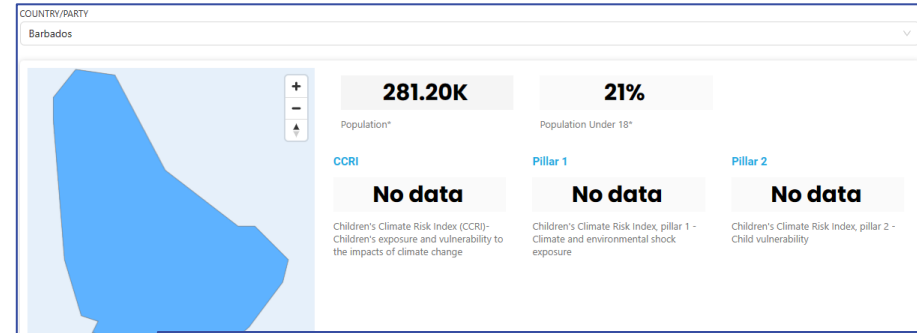 COUNTRY/PARTY
Barbados
281.20K
21%
Population*
Population Under 18*
CCRI
Pillar 1
Pillar 2
No data
No data
No data
Children's Climate Risk Index (CCRI)-
Children's exposure and vulnerability to
the impacts of climate change
Children's Climate Risk Index, pillar 1 -
Climate and environmental shock
exposure
Children's Climate Risk Index, pillar 2 -
Child vulnerability